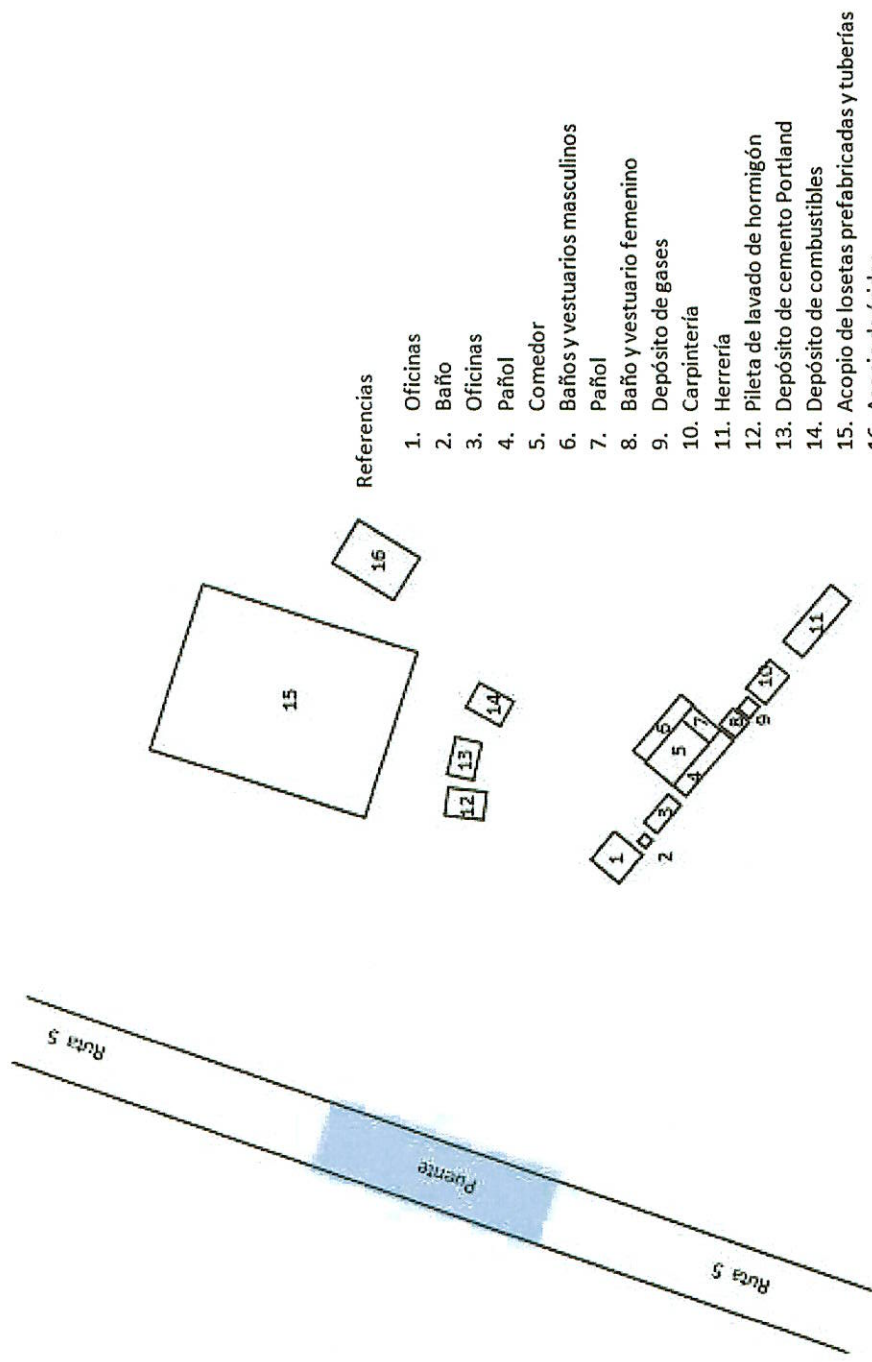 Ruta 5
Puente
Ruta 5
1
2
3
4
5
6
7
8
9
10
11
12
13
14
15
16
Referencias
1. Oficinas
2. Baño
3. Oficinas
4. Pañol
5. Comedor
6. Baños y vestuarios masculinos
7. Pañol
8. Baño y vestuario femenino
9. Depósito de gases
10. Carpintería
11. Herrería
12. Pileta de lavado de hormigón
13. Depósito de cemento Portland
14. Depósito de combustibles
15. Acopio de losetas prefabricadas y tuberías
16. Acopio de